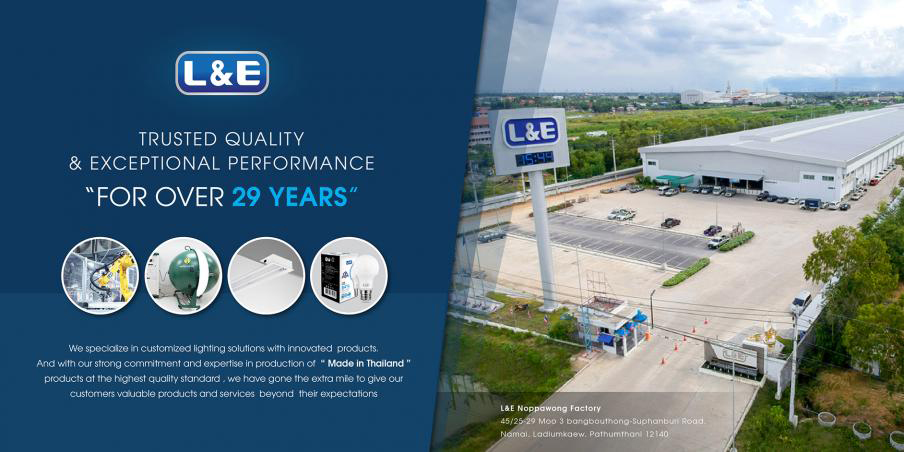 L&E
TRUSTED QUALITY
& EXCEPTIONAL PERFORMANCE
“FOR OVER 29 YEARS”
We specialize in customized lighting solutions with innovated products.
And with our strong commitment and expertise in production of “ Made in Thailand ”
products at the highest quality standard , we have gone the extra mile to give our
customers valuable products and services beyond their expectations
L&E
15:44
L&E
L&E Noppawong Factory
45/25-29 Moo 3 bangbouthong-Suphanburi Road,
Namai, Ladlumkaew, Pathumthani 12140